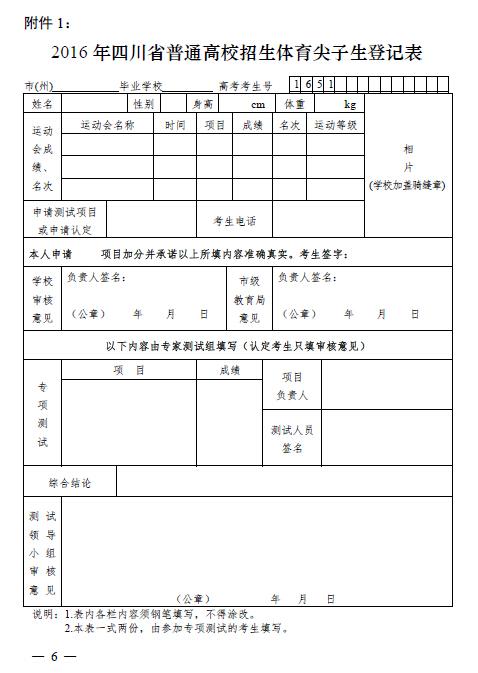 附件 1：
2016 年四川省普通高校招生体育尖子生登记表
市(州) 毕业学校 高考考生号 1 6 5 1
姓名 性别 身高 cm 体重 kg
运动会成绩、名次
运动会名称 时间 项目 成绩 名次 运动等级
相片
(学校加盖骑缝章)
申请测试项目
或申请认定
考生电话
本人申请 项目加分并承诺以上所填内容准确真实。考生签字：
学校审核意见
负责人签名：
（公章） 年 月 日
市级教育局意见
负责人签名：
（公章） 年 月 日
以下内容由专家测试组填写（认定考生只填审核意见）
专项测试
项 目 成绩
项目
负责人
测试人员
签名
综合结论
测试领导小组审核意见
（公章） 年 月 日
说明：1.表内各栏内容须钢笔填写，不得涂改。
2.本表一式两份，由参加专项测试的考生填写。
— 6 —